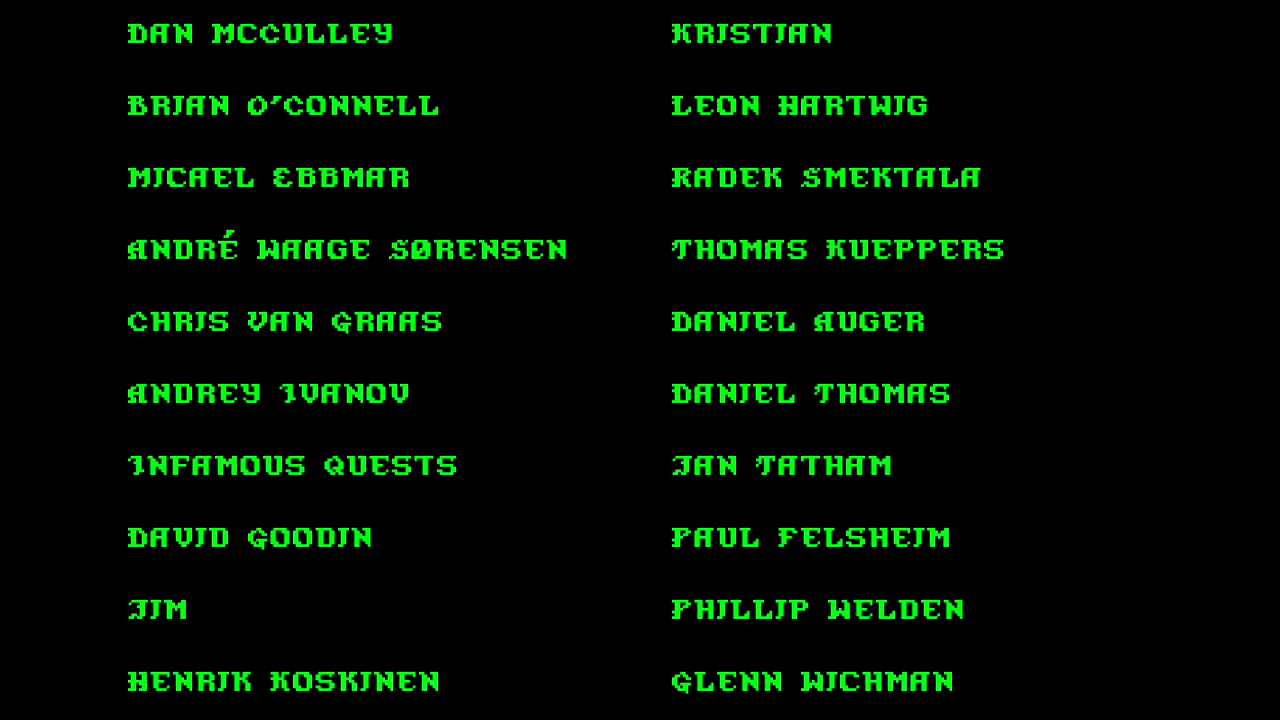 DAN MCCULLEY
BRIAN O'CONNELL
MICAEL EBBMAR
ANDRÉ WAAGE SØRENSEN
CHRIS VAN GRAAS
ANDREY IVANOV
INFAMOUS QUESTS
DAVID GOODIN
JIM
HENRIK KOSKINEN
KRISTIAN
LEON HARTWIG
RADEK SMEKTALA
THOMAS KUEPPERS
DANIEL AUGER
DANIEL THOMAS
JAN TATHAM
PAUL FELSHEIM
PHILLIP WELDEN
GLENN WICHMAN